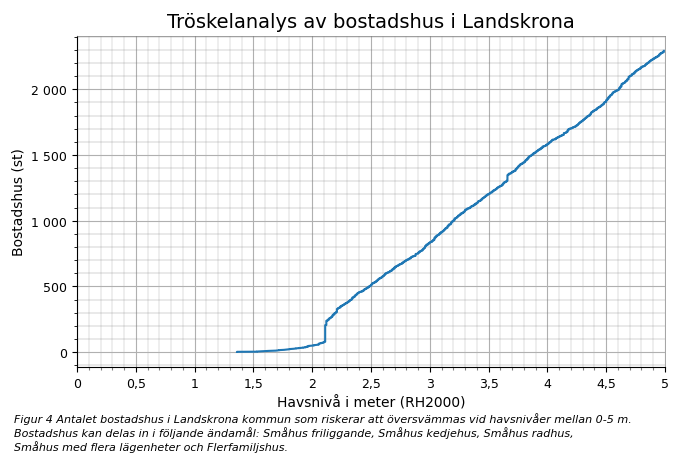 Tröskelanalys av bostadshus i Landskrona
Bostadshus (st)
2 000
1 500
1 000
500
0
0 0,5 1 1,5 2 2,5 3 3,5 4 4,5 5
Havsnivå i meter (RH2000)
Figur 4 Antalet bostadshus i Landskrona kommun som riskerar att översvämmas vid havsnivåer mellan 0-5 m.
Bostadshus kan delas in i följande ändamål: Småhus friliggande, Småhus kedjehus, Småhus radhus,
Småhus med flera lägenheter och Flerfamiljshus.